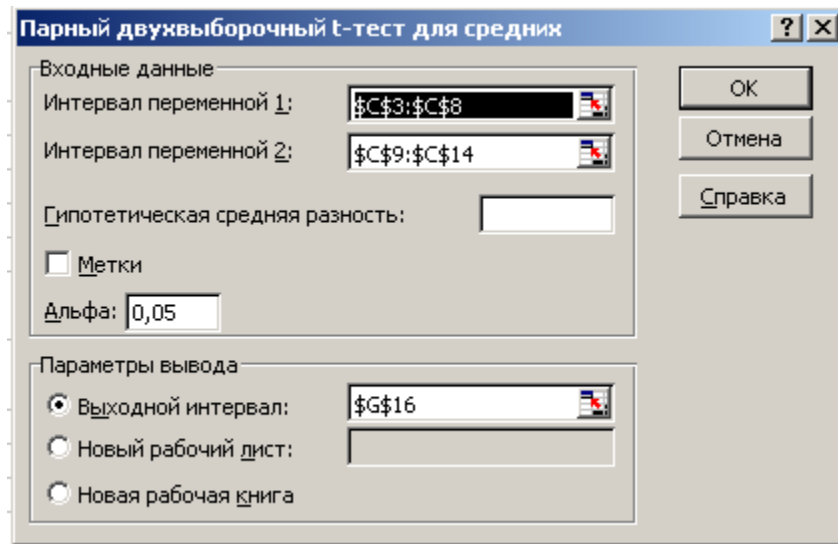 Парный двухвыборочный t-тест для средних
Входные данные
Интервал переменной 1: $C$3:$C$8
Интервал переменной 2: $C$9:$C$14
Гипотетическая средняя разность:
Метки
Альфа: 0,05
OK
Отмена
Справка
Параметры вывода
Выходной интервал: $G$16
Новый рабочий лист:
Новая рабочая книга